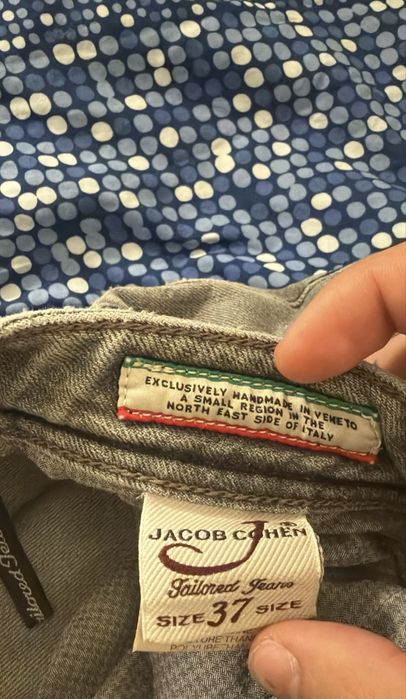 EXCLUSIVELY HANDMADE IN VENETO
A SMALL REGION IN THE
NORTH EAST SIDE OF ITALY
JACOB COHËN
Tailored Jeans
SIZE 37 SIZE